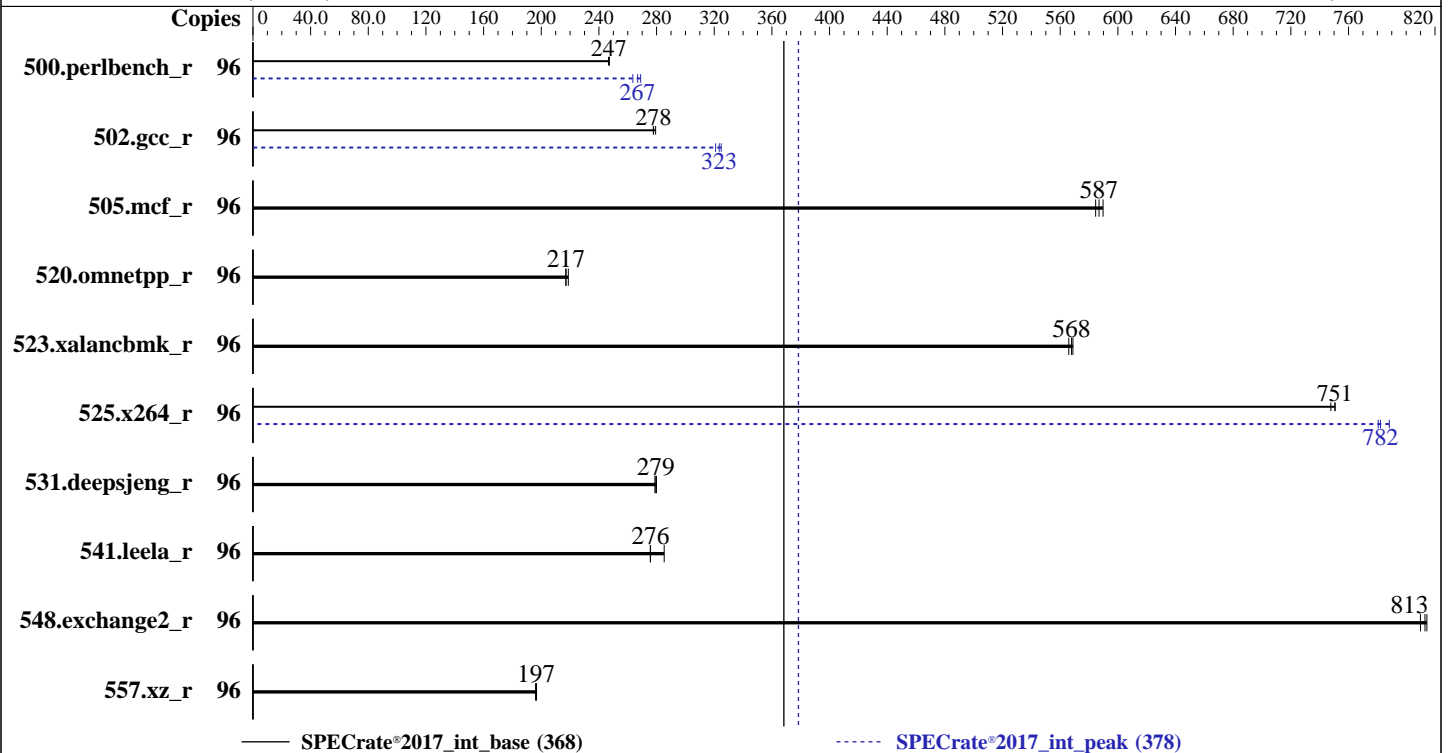 Copies 0 40.0 80.0 120 160 200 240 280 320 360 400 440 480 520 560 600 640 680 720 760 820
247
500.perlbench_r 96
267
278
502.gcc_r 96
323
587
505.mcf_r 96
217
520.omnetpp_r 96
568
523.xalancbmk_r 96
751
525.x264_r 96
782
279
531.deepsjeng_r 96
276
541.leela_r 96
813
548.exchange2_r 96
197
557.xz_r 96
SPECrate®2017_int_base (368) SPECrate®2017_int_peak (378)